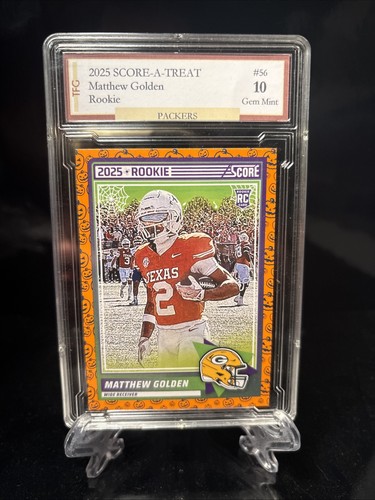 TFG
2025 SCORE-A-TREAT
Matthew Golden
Rookie
#56
10
Gem Mint
PACKERS
2025 ★ ROOKIE
SCORE
RC
TEXAS
2
3
G
MATTHEW GOLDEN
WIDE RECEIVER